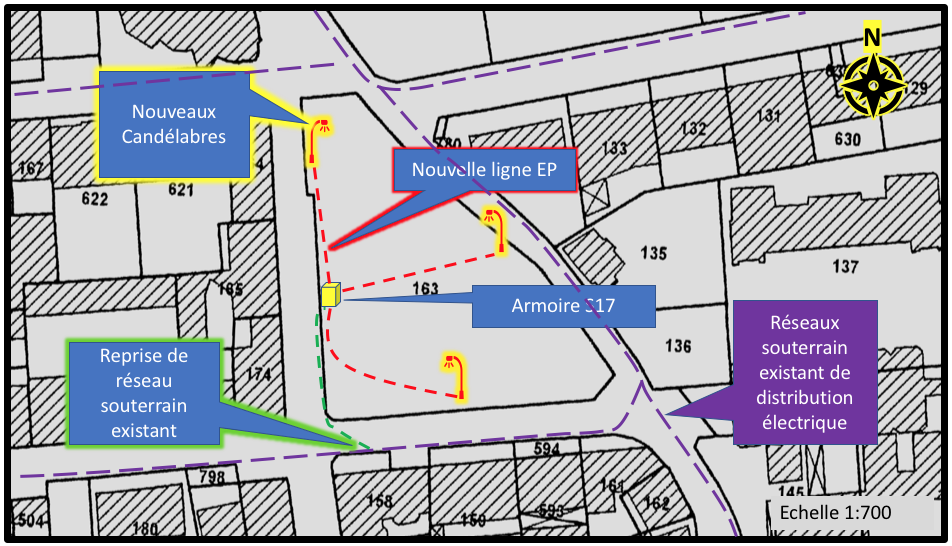 N
Nouveaux
Candélabres
Nouvelle ligne EP
Armoire S17
Reprise de
réseau
souterrain
existant
Réseaux
souterrain
existant de
distribution
électrique
Echelle 1:700
167
622
621
165
174
163
780
133
132
131
630
135
136
137
798
504
180
158
159
594
593
161
162
145